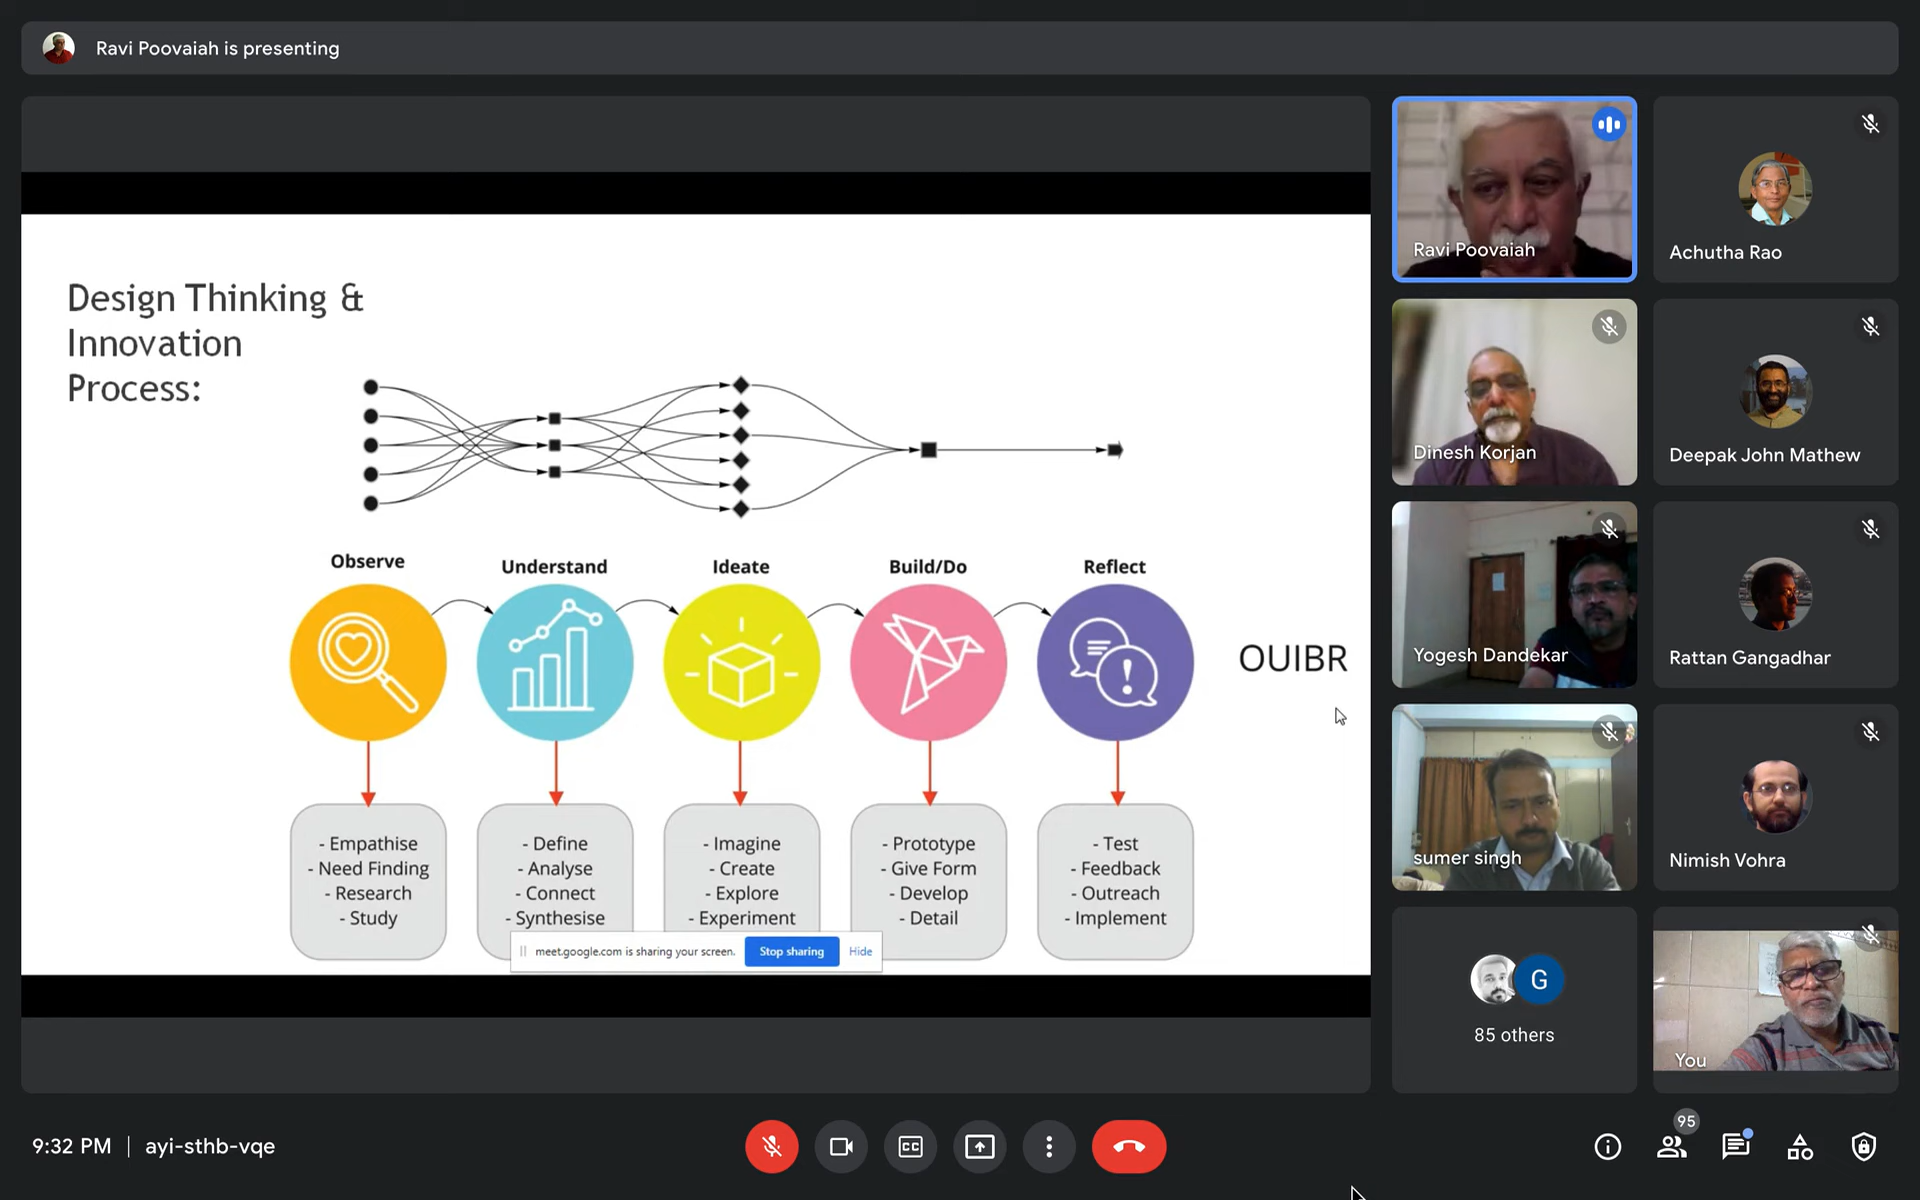 Ravi Poovaiah is presenting
Design Thinking &
Innovation
Process:
Observe
Understand
Ideate
Build/Do
Reflect
OUIBR
- Empathise
- Need Finding
- Research
- Study
- Define
- Analyse
- Connect
- Synthesise
- Imagine
- Create
- Explore
- Experiment
- Prototype
- Give Form
- Develop
- Detail
- Test
- Feedback
- Outreach
- Implement
meet.google.com is sharing your screen. Stop sharing Hide
Ravi Poovaiah
Achutha Rao
Dinesh Korjan
Deepak John Mathew
Yogesh Dandekar
Rattan Gangadhar
sumer singh
Nimish Vohra
G
85 others
You
9:32 PM | ayi-sthb-vqe
CC
95